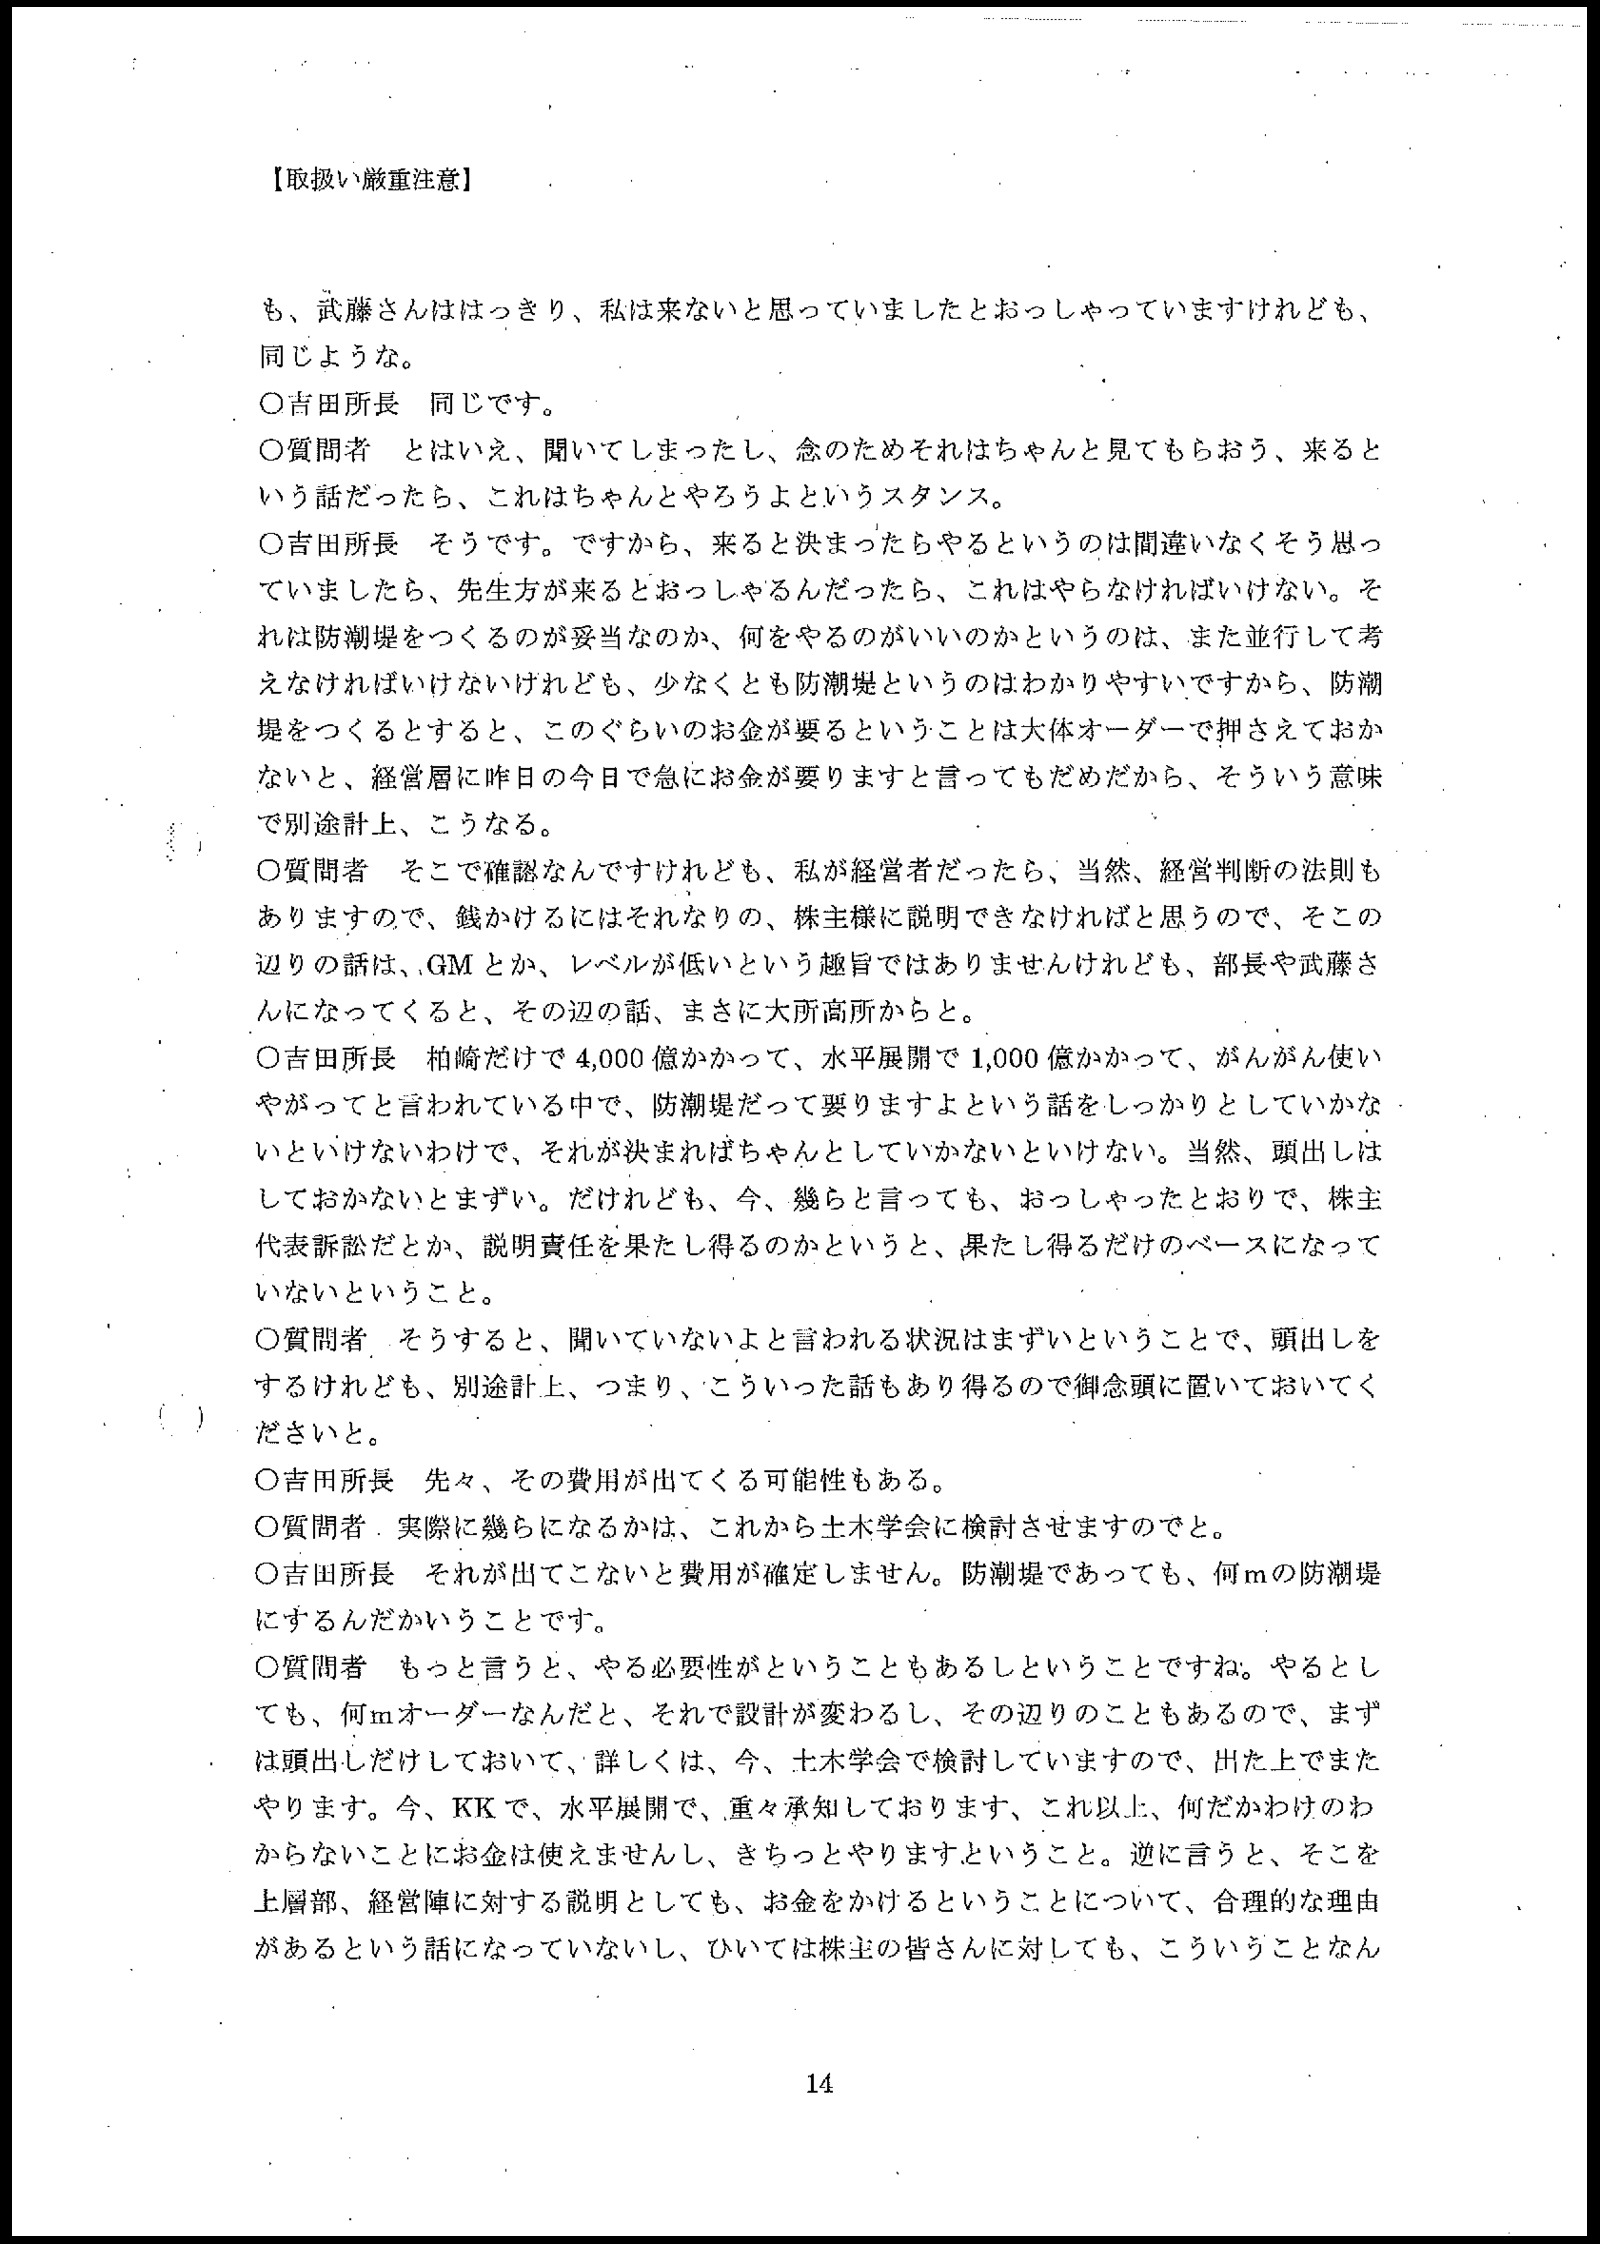 【取扱い厳重注意】
も、武藤さんははっきり、私は来ないと思っていましたとおっしゃっていますけれども、
同じような。
○吉田所長　同じです。
○質問者　とはいえ、聞いてしまったし、念のためそれはちゃんと見てもらおう、来ると
いう話だったら、これはちゃんとやろうよというスタンス。
○吉田所長　そうです。ですから、来ると決まったらやるというのは間違いなくそう思っ
ていましたら、先生方が来るとおっしゃるんだったら、これはやらなければいけない。そ
れは防潮堤をつくるのが妥当なのか、何をやるのがいいのかというのは、また並行して考
えなければいけないけれども、少なくとも防潮堤というのはわかりやすいですから、防潮
堤をつくるとすると、このぐらいのお金が要るということは大体オーダーで押さえておか
ないと、経営層に昨日の今日で急にお金が要りますと言ってもだめだから、そういう意味
で別途計上、こうなる。
○質問者　そこで確認なんですけれども、私が経営者だったら、当然、経営判断の法則も
ありますので、銭かけるにはそれなりの、株主様に説明できなければと思うので、そこの
辺りの話は、GMとか、レベルが低いという趣旨ではありませんけれども、部長や武藤さ
んになってくると、その辺の話、まさに大所高所からと。
○吉田所長　柏崎だけで 4,000 億かかって、水平展開で 1,000 億かかって、がんがん使い
やがってと言われている中で、防潮堤だって要りますよという話をしっかりとしていかな
いといけないわけで、それが決まればちゃんとしていかないといけない。当然、頭出しは
しておかないとまずい。だけれども、今、幾らと言っても、おっしゃったとおりで、株主
代表訴訟だとか、説明責任を果たし得るのかというと、果たし得るだけのベースになって
いないということ。
○質問者　そうすると、聞いていないよと言われる状況はまずいということで、頭出しを
するけれども、別途計上、つまり、こういった話もあり得るので御念頭に置いておいてく
ださいと。
○吉田所長　先々、その費用が出てくる可能性もある。
○質問者　実際に幾らになるかは、これから土木学会に検討させますのでと。
○吉田所長　それが出てこないと費用が確定しません。防潮堤であっても、何mの防潮堤
にするんだかいうことです。
○質問者　もっと言うと、やる必要性がということもあるしということですね。やるとし
ても、何mオーダーなんだと、それで設計が変わるし、その辺りのこともあるので、まず
は頭出しだけしておいて、詳しくは、今、土木学会で検討していますので、出た上でまた
やります。今、KKで、水平展開で、重々承知しております、これ以上、何だかわけのわ
からないことにお金は使えませんし、きちっとやりますということ。逆に言うと、そこを
上層部、経営陣に対する説明としても、お金をかけるということについて、合理的な理由
があるという話になっていないし、ひいては株主の皆さんに対しても、こういうことなん
14